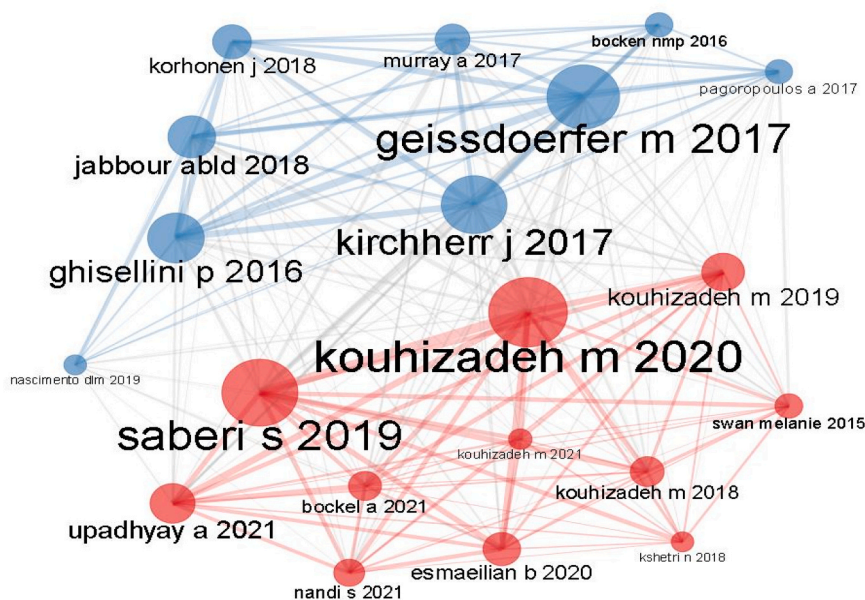 bocken nmp 2016
korhonen j 2018
murray a 2017
pagoropoulos a 2017
geissdoerfer m 2017
jabbour abld 2018
kirchherr j 2017
ghisellini p 2016
kouhizadeh m 2019
kouhizadeh m 2020
nascimento dlm 2019
swan melanie 2015
saberi s 2019
kouhizadeh m 2021
kouhizadeh m 2018
bockel a 2021
upadhyay a 2021
kshetri n 2018
esmaeilian b 2020
nandi s 2021